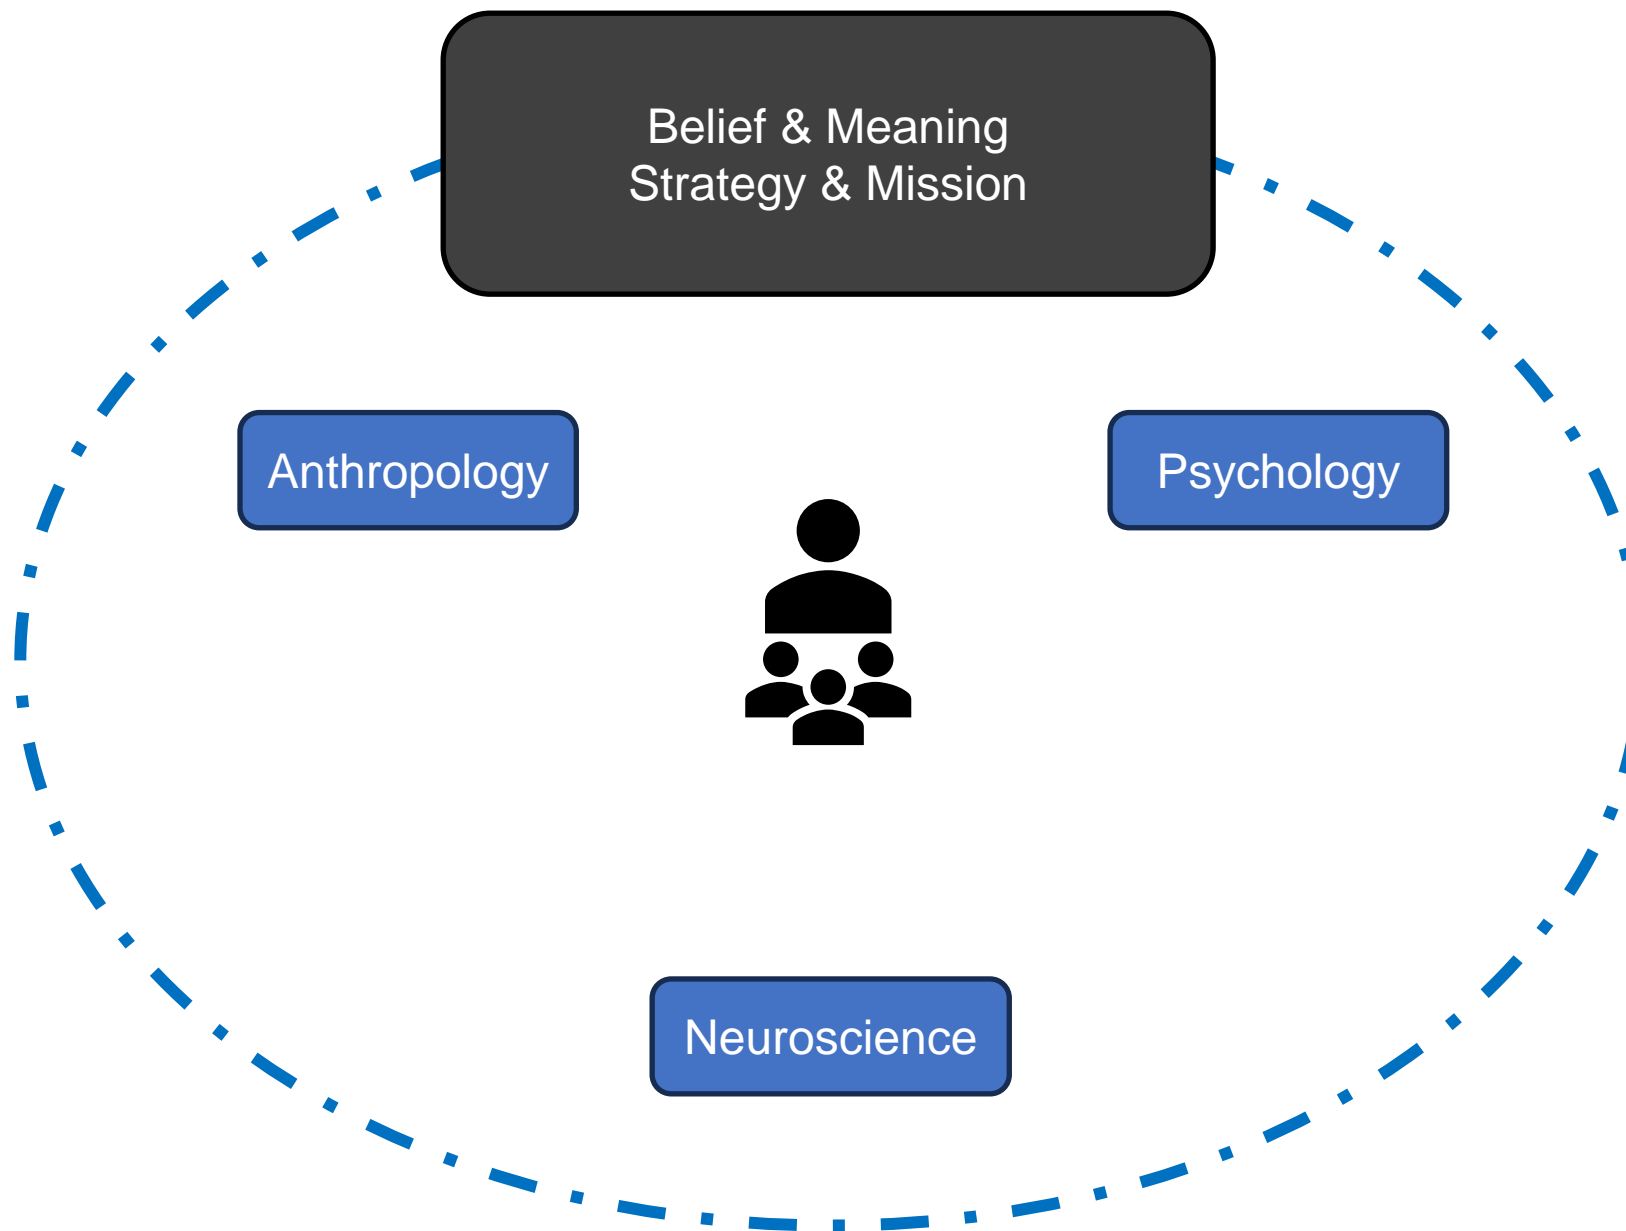 Belief & Meaning
Strategy & Mission
Anthropology
Psychology
Neuroscience